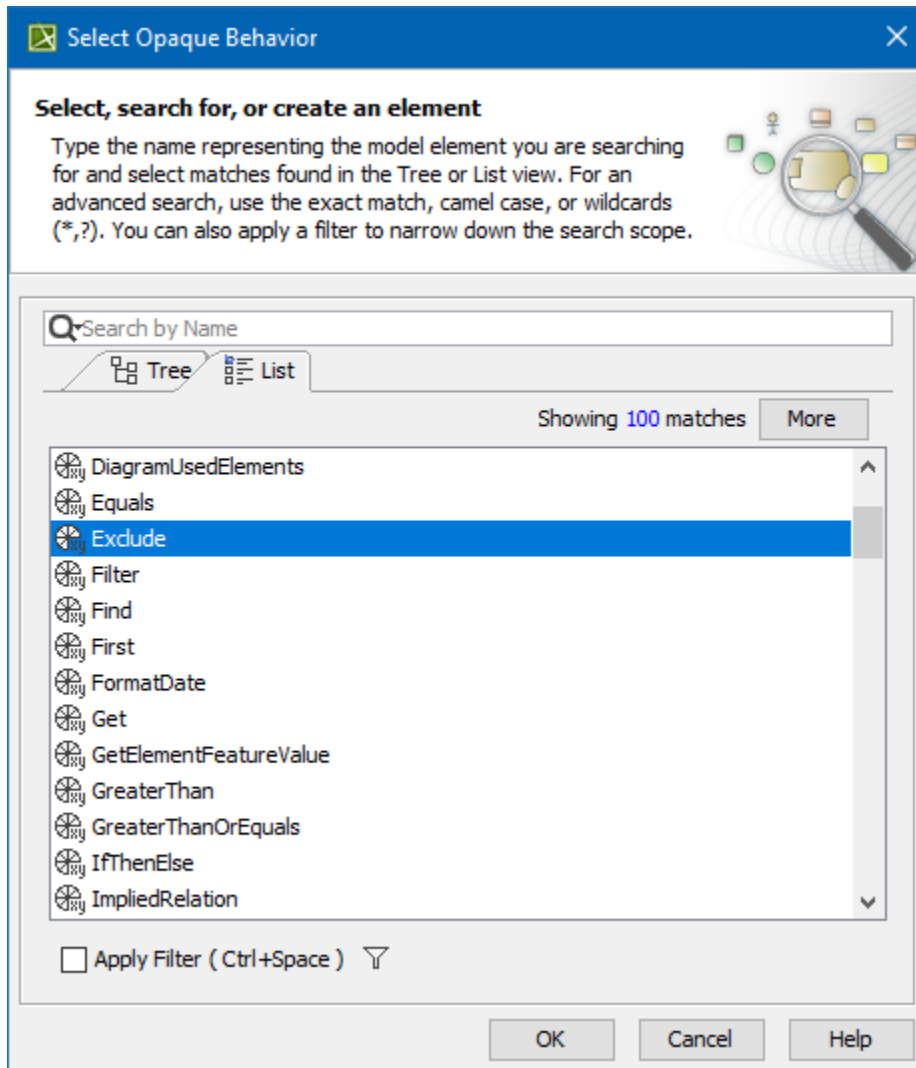 Select Opaque Behavior
Select, search for, or create an element
Type the name representing the model element you are searching
for and select matches found in the Tree or List view. For an
advanced search, use the exact match, camel case, or wildcards
(*,?). You can also apply a filter to narrow down the search scope.
Search by Name
Tree List
Showing 100 matches More
DiagramUsedElements
Equals
Exclude
Filter
Find
First
FormatDate
Get
GetElementFeatureValue
GreaterThan
GreaterThanOrEquals
IfThenElse
ImpliedRelation
Apply Filter ( Ctrl+Space )
OK Cancel Help